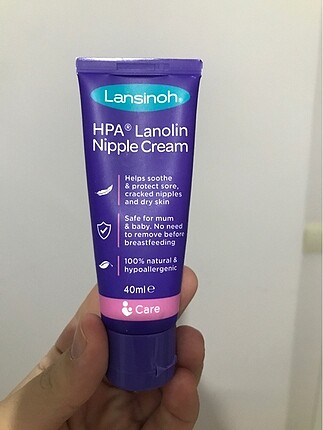 Lansinoh®
HPA® Lanolin
Nipple Cream
Helps soothe
& protect sore,
cracked nipples
and dry skin
Safe for mum
& baby. No need
to remove before
breastfeeding
100% natural &
hypoallergenic
40ml℮
Care